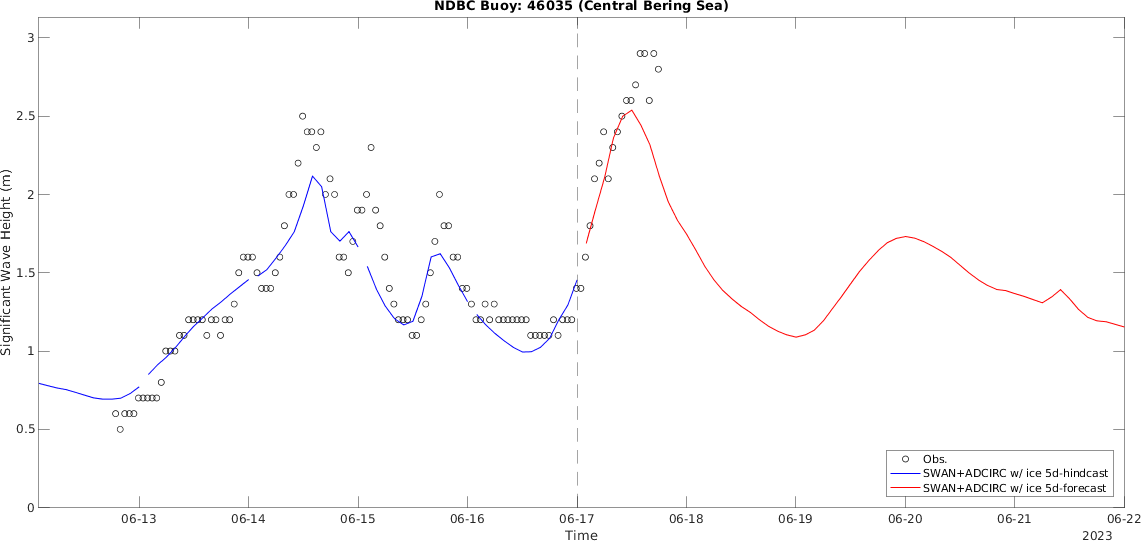 NDBC Buoy: 46035 (Central Bering Sea)
3
2.5
2
1.5
1
0.5
0
Significant Wave Height (m)
Obs.
SWAN+ADCIRC w/ ice 5d-hindcast
SWAN+ADCIRC w/ ice 5d-forecast
06-13 06-14 06-15 06-16 06-17 06-18 06-19 06-20 06-21 06-22
Time
2023